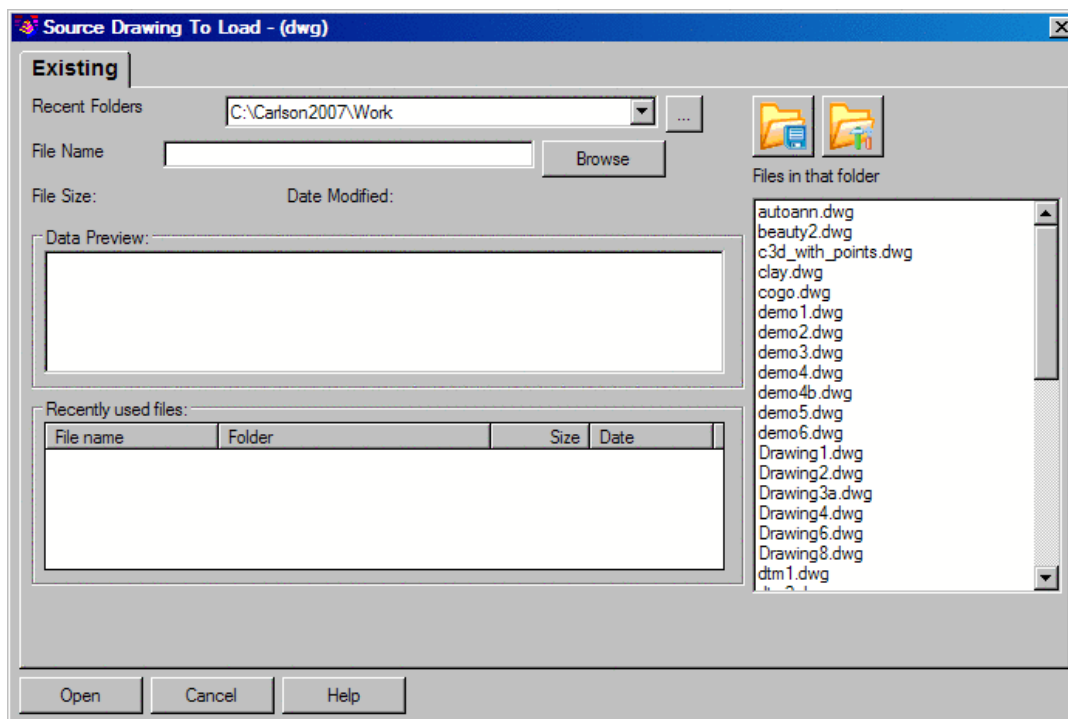 Source Drawing To Load - (dwg)
Existing
Recent Folders
C:\Carlson2007\Work
...
File Name
Browse
File Size:
Date Modified:
Data Preview:
Recently used files:
File name Folder Size Date
Files in that folder
autoann.dwg
beauty2.dwg
c3d_with_points.dwg
clay.dwg
cogo.dwg
demo1.dwg
demo2.dwg
demo3.dwg
demo4.dwg
demo4b.dwg
demo5.dwg
demo6.dwg
Drawing1.dwg
Drawing2.dwg
Drawing3a.dwg
Drawing4.dwg
Drawing6.dwg
Drawing8.dwg
dtm1.dwg
Open Cancel Help